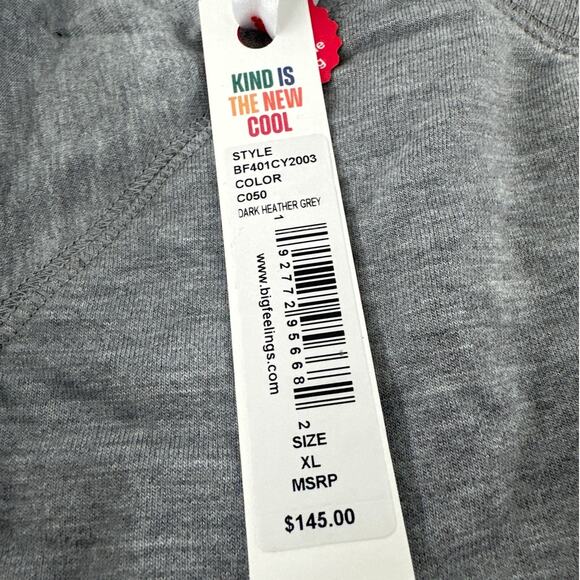 KIND IS
THE NEW
COOL
STYLE
BF401CY2003
COLOR
C050
DARK HEATHER GREY
1 92772 95668 2
www.bigfeelings.com
SIZE
XL
MSRP
$145.00